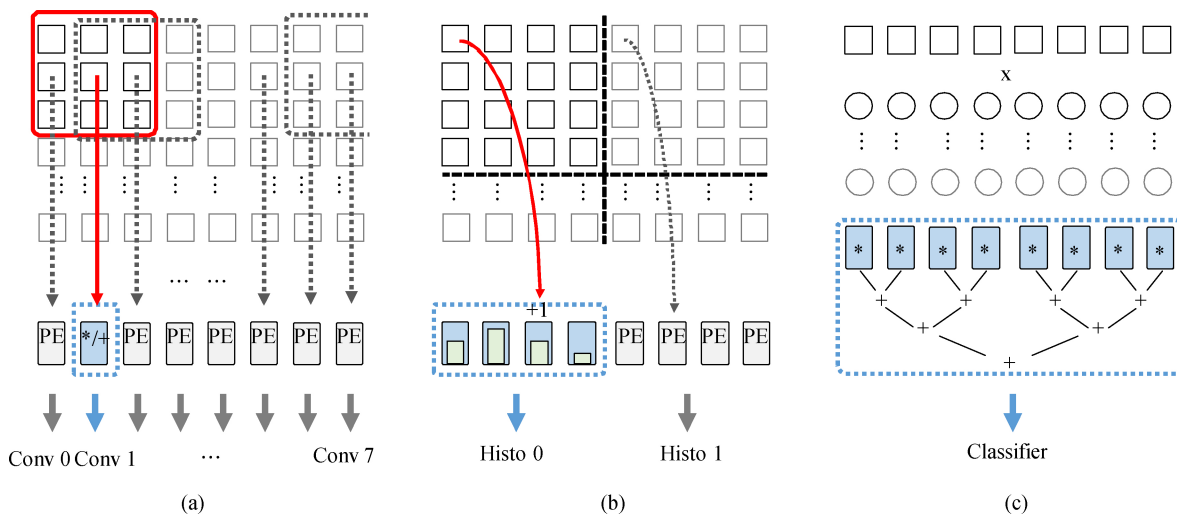 ... ...
PE */+ PE PE PE PE PE PE
Conv 0 Conv 1 ... Conv 7
(a)
+1
PE PE PE PE
Histo 0 Histo 1
(b)
x
* * * * * * * *
+ + + +
+ +
+
Classifier
(c)